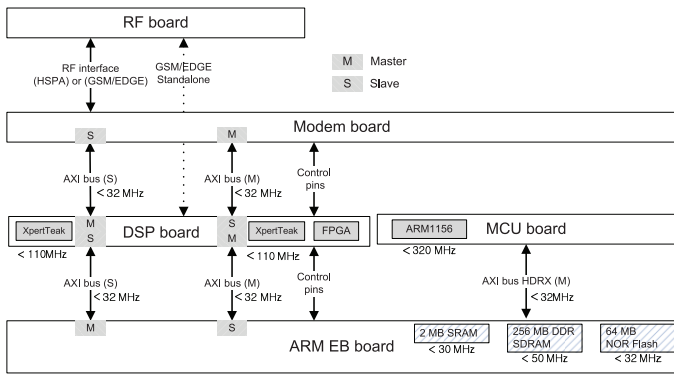 RF board
RF interface
(HSPA) or (GSM/EDGE)
GSM/EDGE
Standalone
M Master
S Slave
Modem board
S
M
AXI bus (S)
< 32 MHz
AXI bus (M)
< 32 MHz
Control
pins
XpertTeak
M
S
DSP board
S
M
XpertTeak
FPGA
ARM1156
MCU board
< 110MHz
< 110 MHz
< 320 MHz
AXI bus (S)
< 32 MHz
AXI bus (M)
< 32 MHz
Control
pins
AXI bus HDRX (M)
< 32MHz
M
S
ARM EB board
2 MB SRAM
< 30 MHz
256 MB DDR
SDRAM
< 50 MHz
64 MB
NOR Flash
< 32 MHz